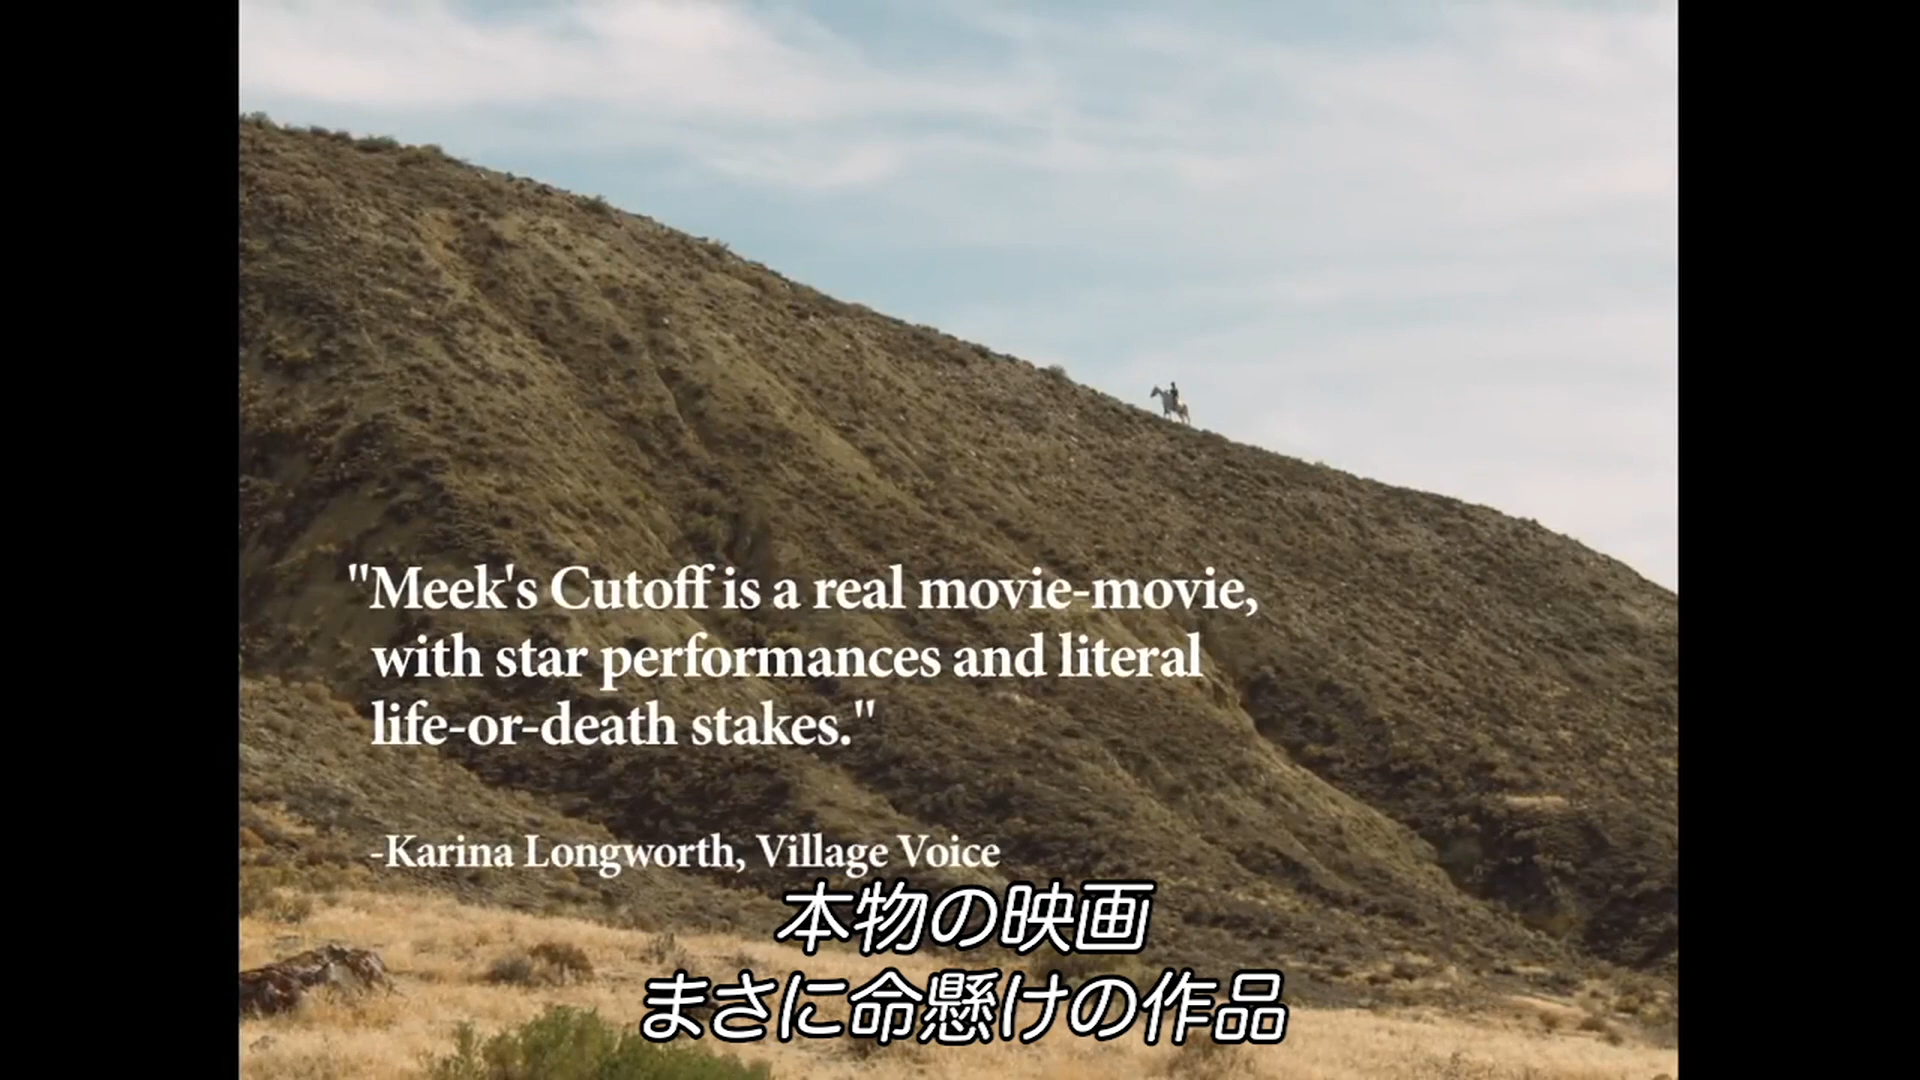 "Meek's Cutoff is a real movie-movie,
with star performances and literal
life-or-death stakes."
-Karina Longworth, Village Voice
本物の映画
まさに命懸けの作品